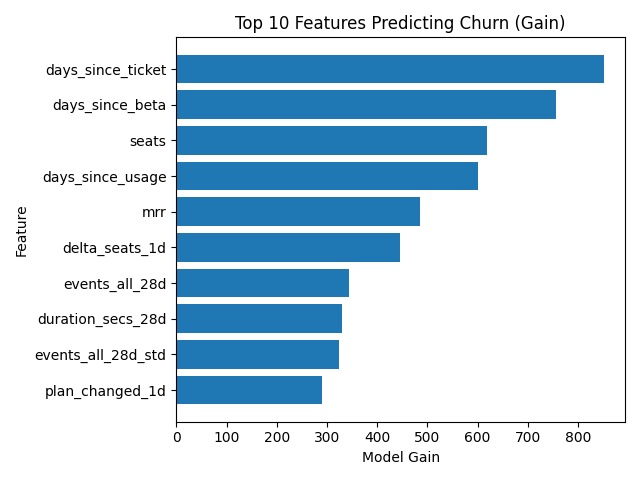 Top 10 Features Predicting Churn (Gain)
Feature
days_since_ticket
days_since_beta
seats
days_since_usage
mrr
delta_seats_1d
events_all_28d
duration_secs_28d
events_all_28d_std
plan_changed_1d
0 100 200 300 400 500 600 700 800
Model Gain